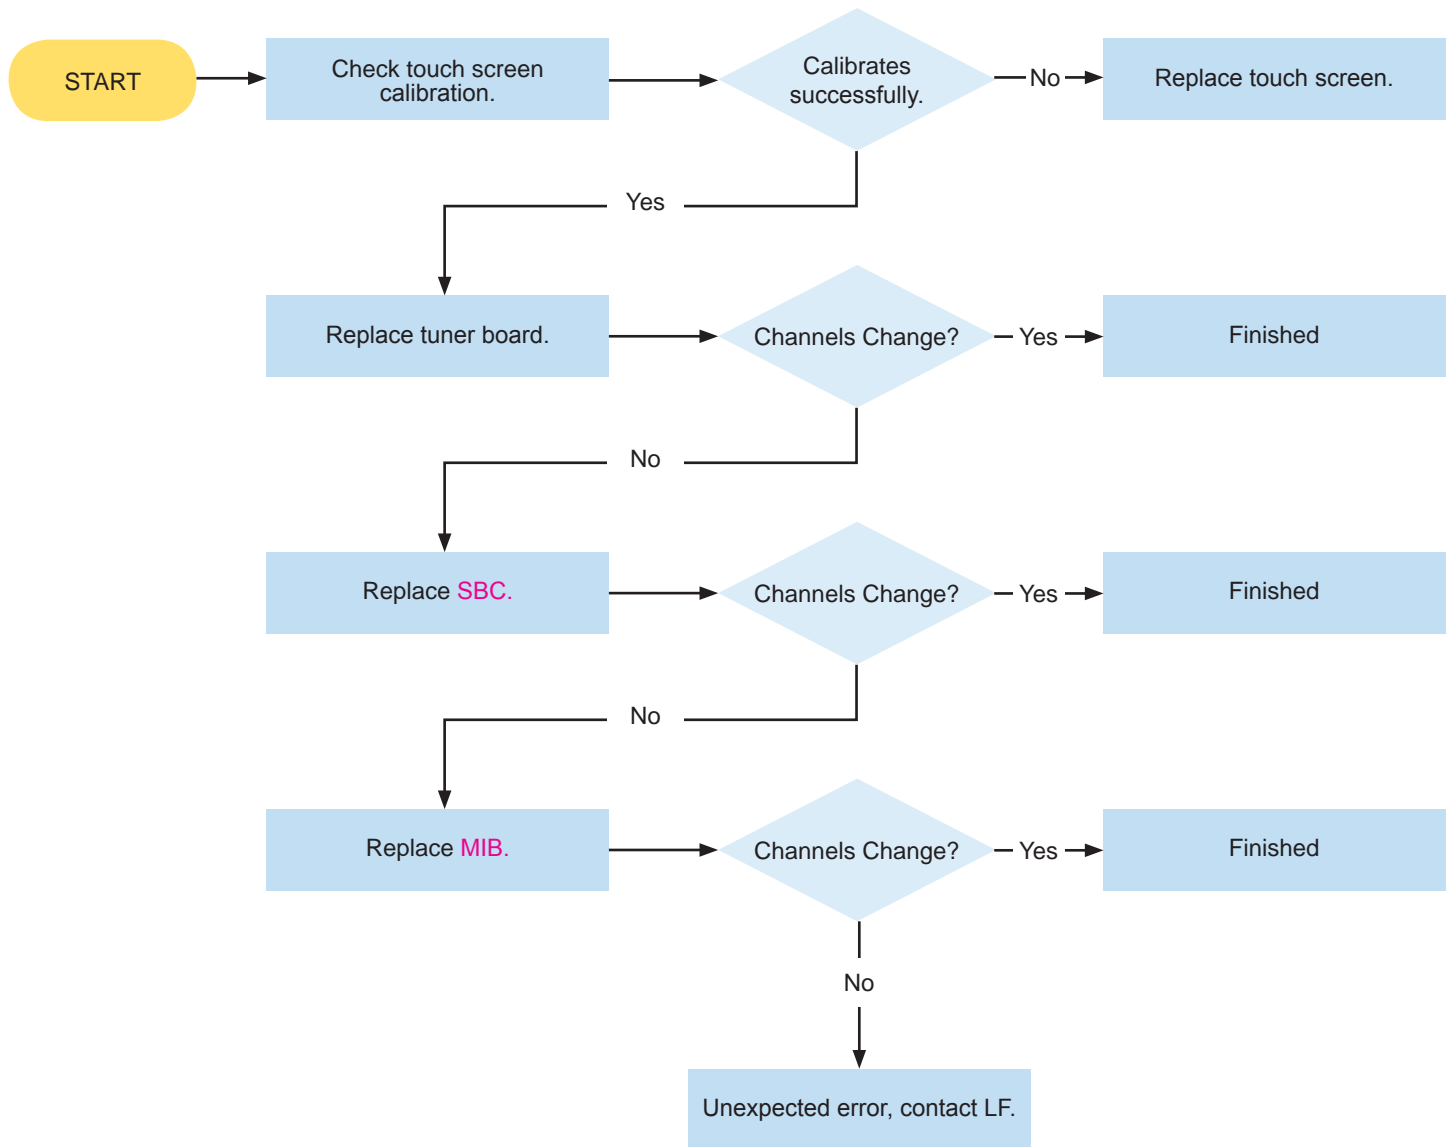 START
Check touch screen
calibration.
Calibrates
successfully.
No
Replace touch screen.
Yes
Replace tuner board.
Channels Change?
Yes
Finished
No
Replace SBC.
Channels Change?
Yes
Finished
No
Replace MIB.
Channels Change?
Yes
Finished
No
Unexpected error, contact LF.